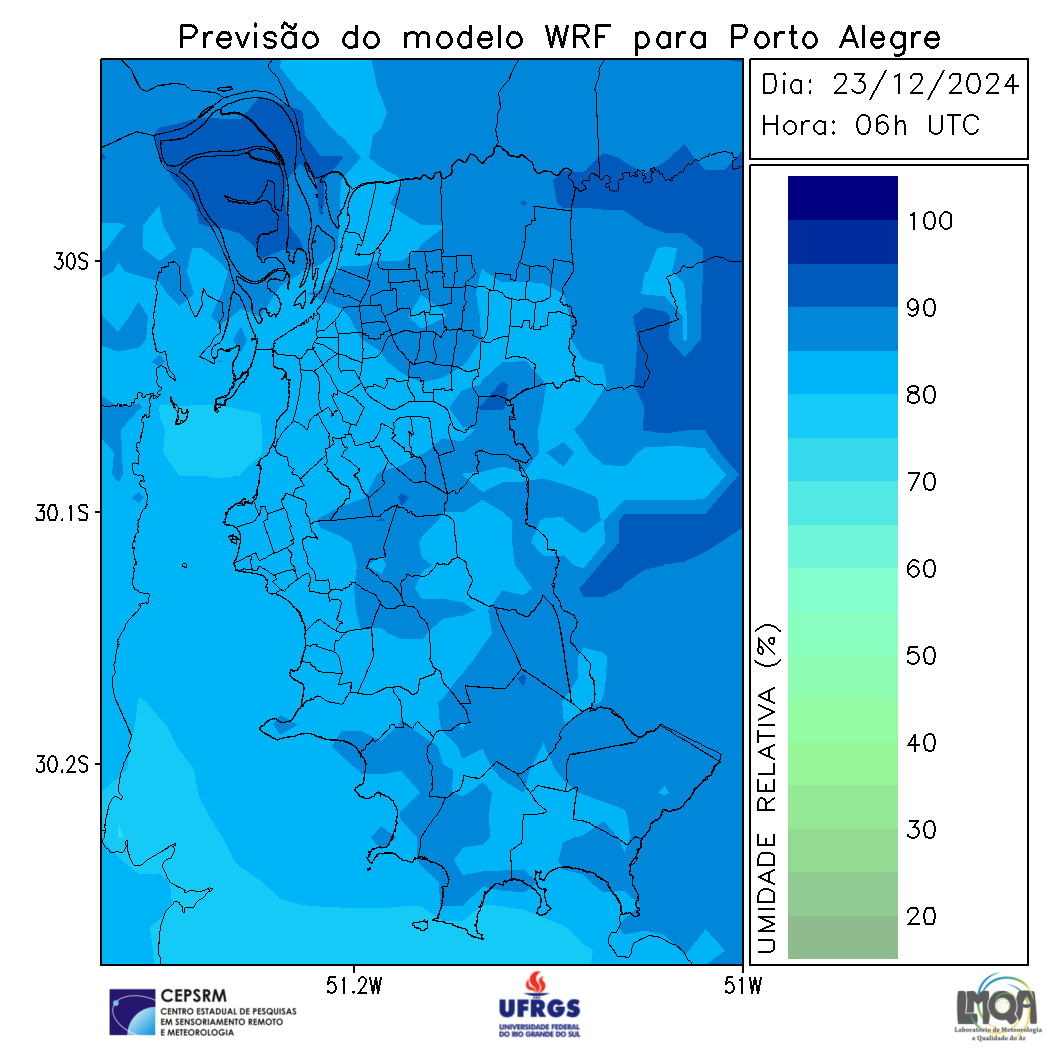 Previsão do modelo WRF para Porto Alegre
Dia: 23/12/2024
Hora: 06h UTC
30S
30.1S
30.2S
51.2W
51W
UMIDADE RELATIVA (%)
100
90
80
70
60
50
40
30
20
CEPSRM
CENTRO ESTADUAL DE PESQUISAS
EM SENSORIAMENTO REMOTO
E METEOROLOGIA
UFRGS
UNIVERSIDADE FEDERAL
DO RIO GRANDE DO SUL
LMQA
Laboratório de Meteorologia
e Qualidade do Ar